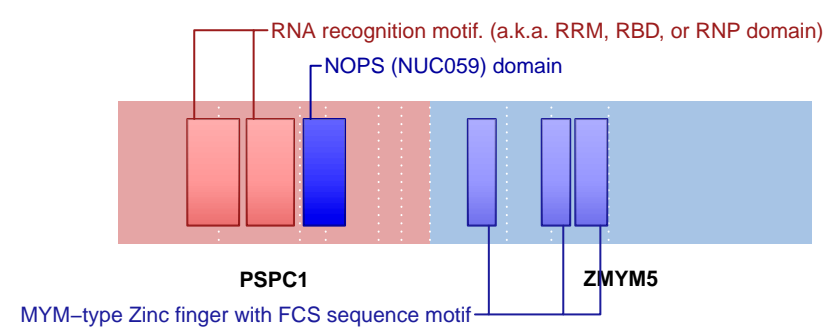 RNA recognition motif. (a.k.a. RRM, RBD, or RNP domain)
NOPS (NUC059) domain
PSPC1 ZMYM5
MYM−type Zinc finger with FCS sequence motif